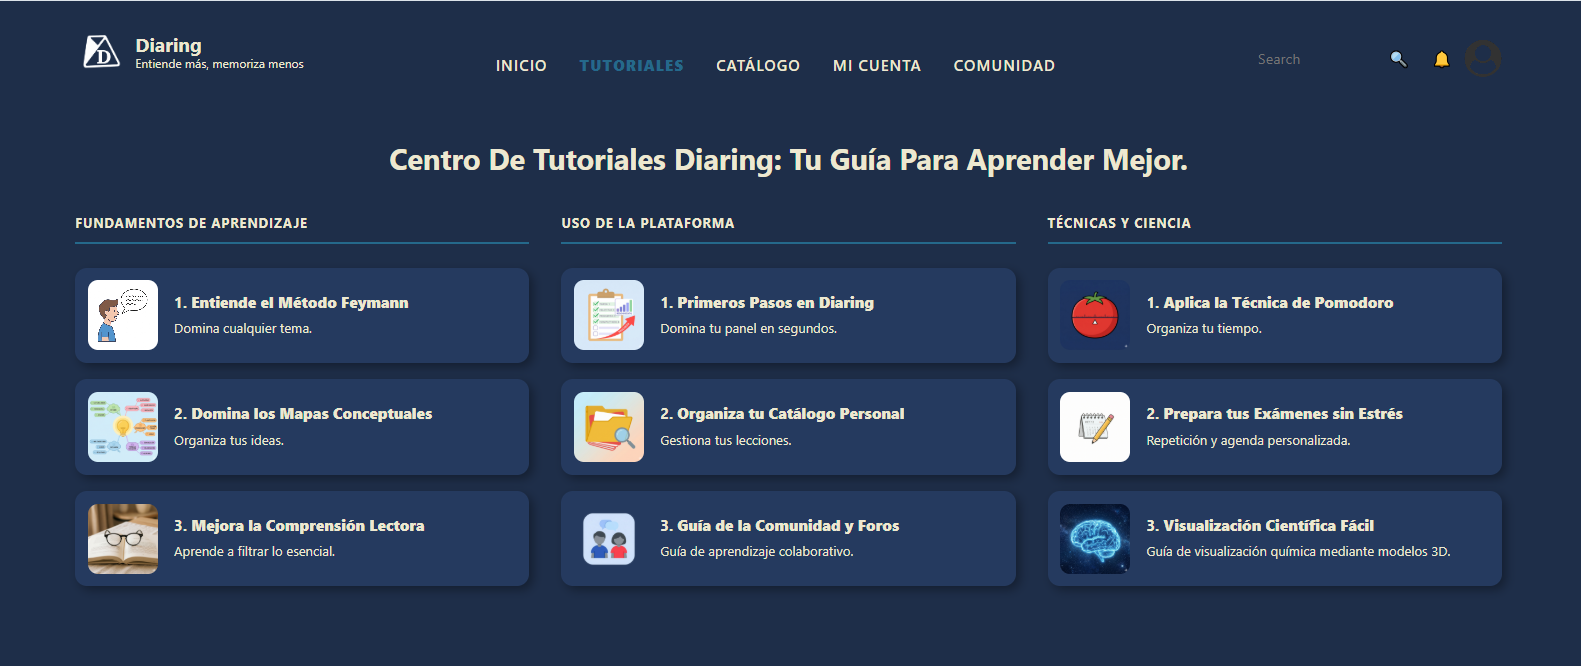 Diaring
Entiende más, memoriza menos
INICIO
TUTORIALES
CATÁLOGO
MI CUENTA
COMUNIDAD
Search
Centro De Tutoriales Diaring: Tu Guía Para Aprender Mejor.
FUNDAMENTOS DE APRENDIZAJE
1. Entiende el Método Feymann
Domina cualquier tema.
2. Domina los Mapas Conceptuales
Organiza tus ideas.
3. Mejora la Comprensión Lectora
Aprende a filtrar lo esencial.
USO DE LA PLATAFORMA
1. Primeros Pasos en Diaring
Domina tu panel en segundos.
2. Organiza tu Catálogo Personal
Gestiona tus lecciones.
3. Guía de la Comunidad y Foros
Guía de aprendizaje colaborativo.
TÉCNICAS Y CIENCIA
1. Aplica la Técnica de Pomodoro
Organiza tu tiempo.
2. Prepara tus Exámenes sin Estrés
Repetición y agenda personalizada.
3. Visualización Científica Fácil
Guía de visualización química mediante modelos 3D.